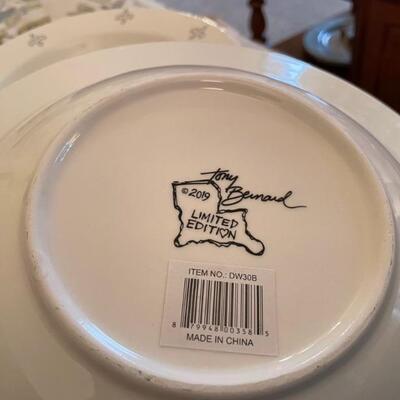 Tony
Bernard
©2019
LIMITED
EDITION
ITEM NO.: DW30B
8 79948 00358 5
MADE IN CHINA